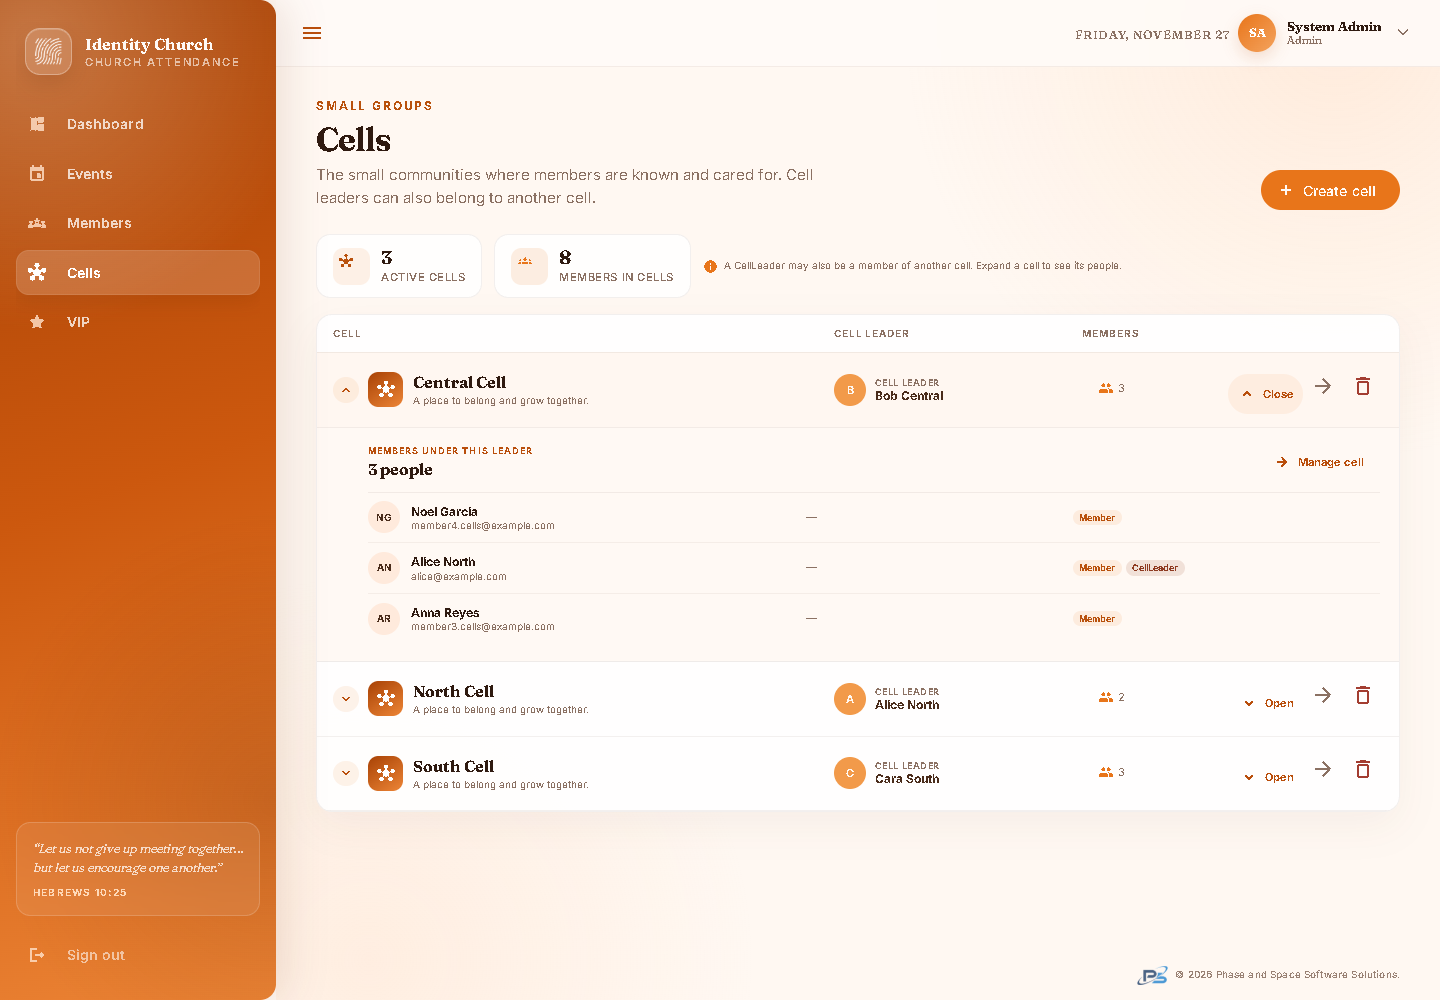 Identity Church
CHURCH ATTENDANCE
Dashboard
Events
Members
Cells
VIP
“Let us not give up meeting together...
but let us encourage one another.”
HEBREWS 10:25
Sign out
FRIDAY, NOVEMBER 27
SA
System Admin
Admin
SMALL GROUPS
Cells
The small communities where members are known and cared for. Cell
leaders can also belong to another cell.
+ Create cell
3
ACTIVE CELLS
8
MEMBERS IN CELLS
A CellLeader may also be a member of another cell. Expand a cell to see its people.
CELL CELL LEADER MEMBERS
Central Cell
A place to belong and grow together.
B
CELL LEADER
Bob Central
3
Close
MEMBERS UNDER THIS LEADER
3 people
Manage cell
NG
Noel Garcia
member4.cells@example.com
—
Member
AN
Alice North
alice@example.com
—
Member CellLeader
AR
Anna Reyes
member3.cells@example.com
—
Member
North Cell
A place to belong and grow together.
A
CELL LEADER
Alice North
2
Open
South Cell
A place to belong and grow together.
C
CELL LEADER
Cara South
3
Open
PS
© 2026 Phase and Space Software Solutions.